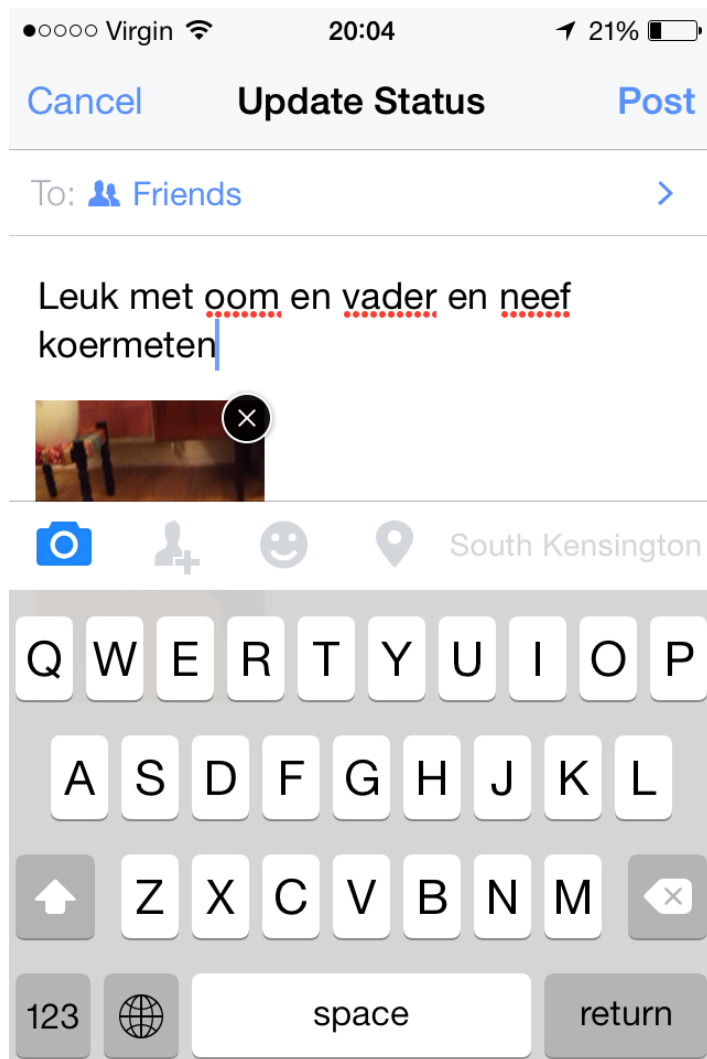 Virgin 20:04 21%
Cancel Update Status Post
To: Friends
Leuk met oom en vader en neef
koermeten
South Kensington
Q W E R T Y U I O P
A S D F G H J K L
Z X C V B N M
123 space return